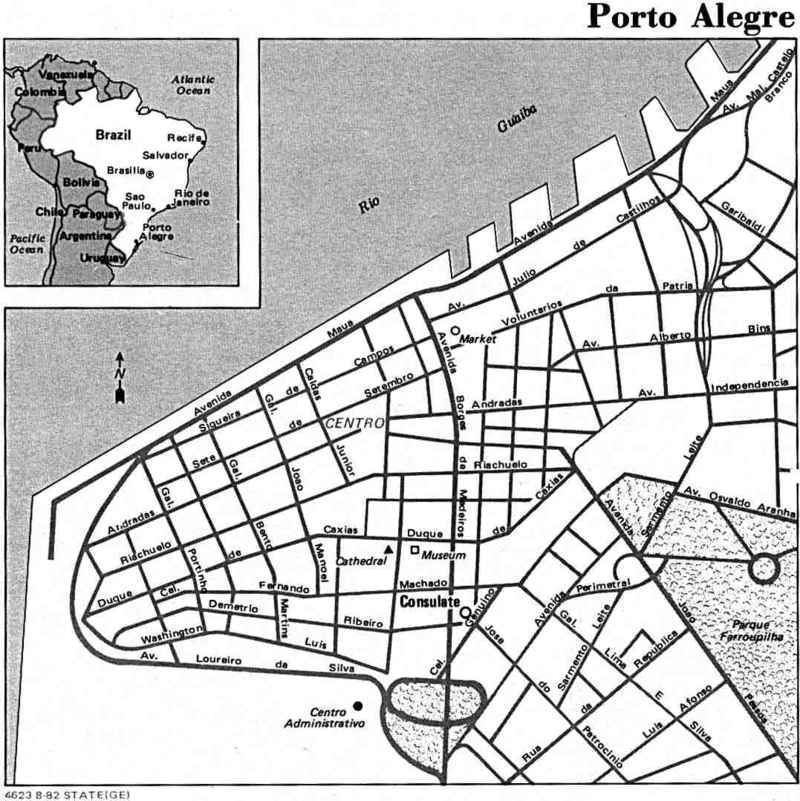 Porto Alegre
Venezuela
Colombia
Atlantic
Ocean
Brazil
Recife
Salvador
Peru
Brasilia
Bolivia
Sao
Paulo
Rio de
Janeiro
Chile
Paraguay
Porto
Alegre
Argentina
Pacific
Ocean
Uruguay
N
Rio Guaiba
Maua
Av. Mal. Castelo
Branco
Avenida
Garibaldi
Av. Julio de Castilhos
Voluntarios da Patria
Market
Av. Alberto Bins
Avenida Maua
Siqueira de Campos
Sete de Setembro
Gal.
Caldas
Junior
CENTRO
Avenida
Borges
de
Medeiros
Andradas
Av. Independencia
Andradas
Riachuelo
Gal.
Portinho
Gal.
Bento
Martins
Joao
Manoel
Riachuelo
Caxias
Leite
Sarmento
Av. Osvaldo Aranha
Avenida
Joao
Pessoa
Duque de Caxias Duque de
Cathedral
Museum
Cel. Fernando Machado
Consulate
Cel. Genuino
Demetrio Ribeiro
Washington Luis
Av. Loureiro da Silva
Centro
Administrativo
Avenida Perimetral
Jose
do
Patrocinio
Gal.
Lima
E
Silva
Sarmento Leite
Rua da Republica
Luis Afonso
Parque
Farroupilha
4623 8-82 STATE(GE)